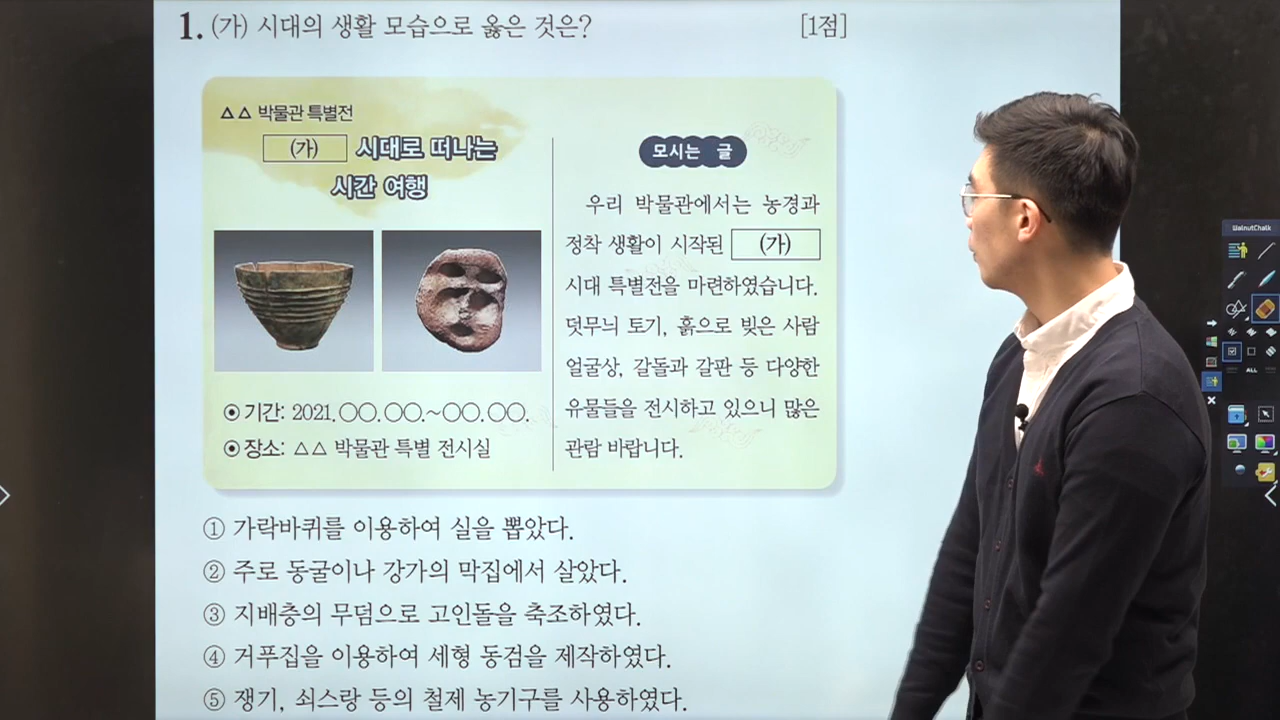 1. (가) 시대의 생활 모습으로 옳은 것은? [1점]
△△ 박물관 특별전
(가) 시대로 떠나는
시간 여행
◉ 기간: 2021.○○.○○.~○○.○○.
◉ 장소: △△ 박물관 특별 전시실
모시는 글
우리 박물관에서는 농경과
정착 생활이 시작된 (가)
시대 특별전을 마련하였습니다.
덧무늬 토기, 흙으로 빚은 사람
얼굴상, 갈돌과 갈판 등 다양한
유물들을 전시하고 있으니 많은
관람 바랍니다.
① 가락바퀴를 이용하여 실을 뽑았다.
② 주로 동굴이나 강가의 막집에서 살았다.
③ 지배층의 무덤으로 고인돌을 축조하였다.
④ 거푸집을 이용하여 세형 동검을 제작하였다.
⑤ 쟁기, 쇠스랑 등의 철제 농기구를 사용하였다.
WalnutChalk
ALL